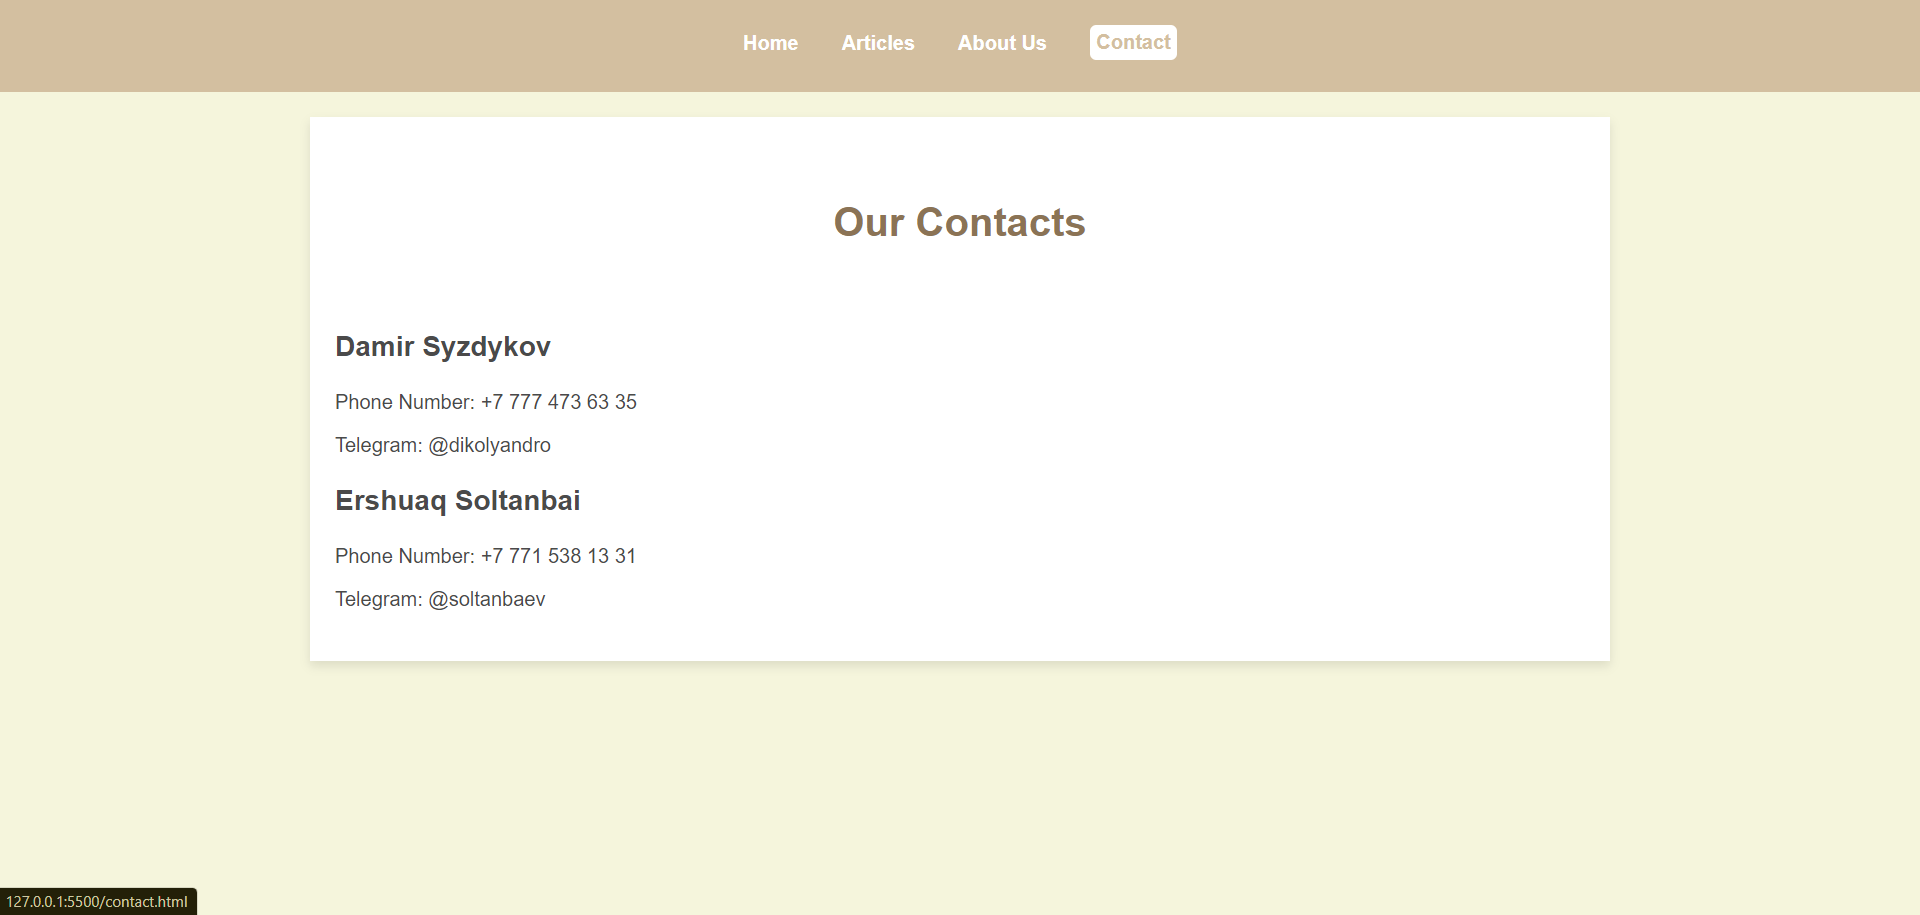 Home Articles About Us Contact
Our Contacts
Damir Syzdykov
Phone Number: +7 777 473 63 35
Telegram: @dikolyandro
Ershuaq Soltanbai
Phone Number: +7 771 538 13 31
Telegram: @soltanbaev
127.0.0.1:5500/contact.html